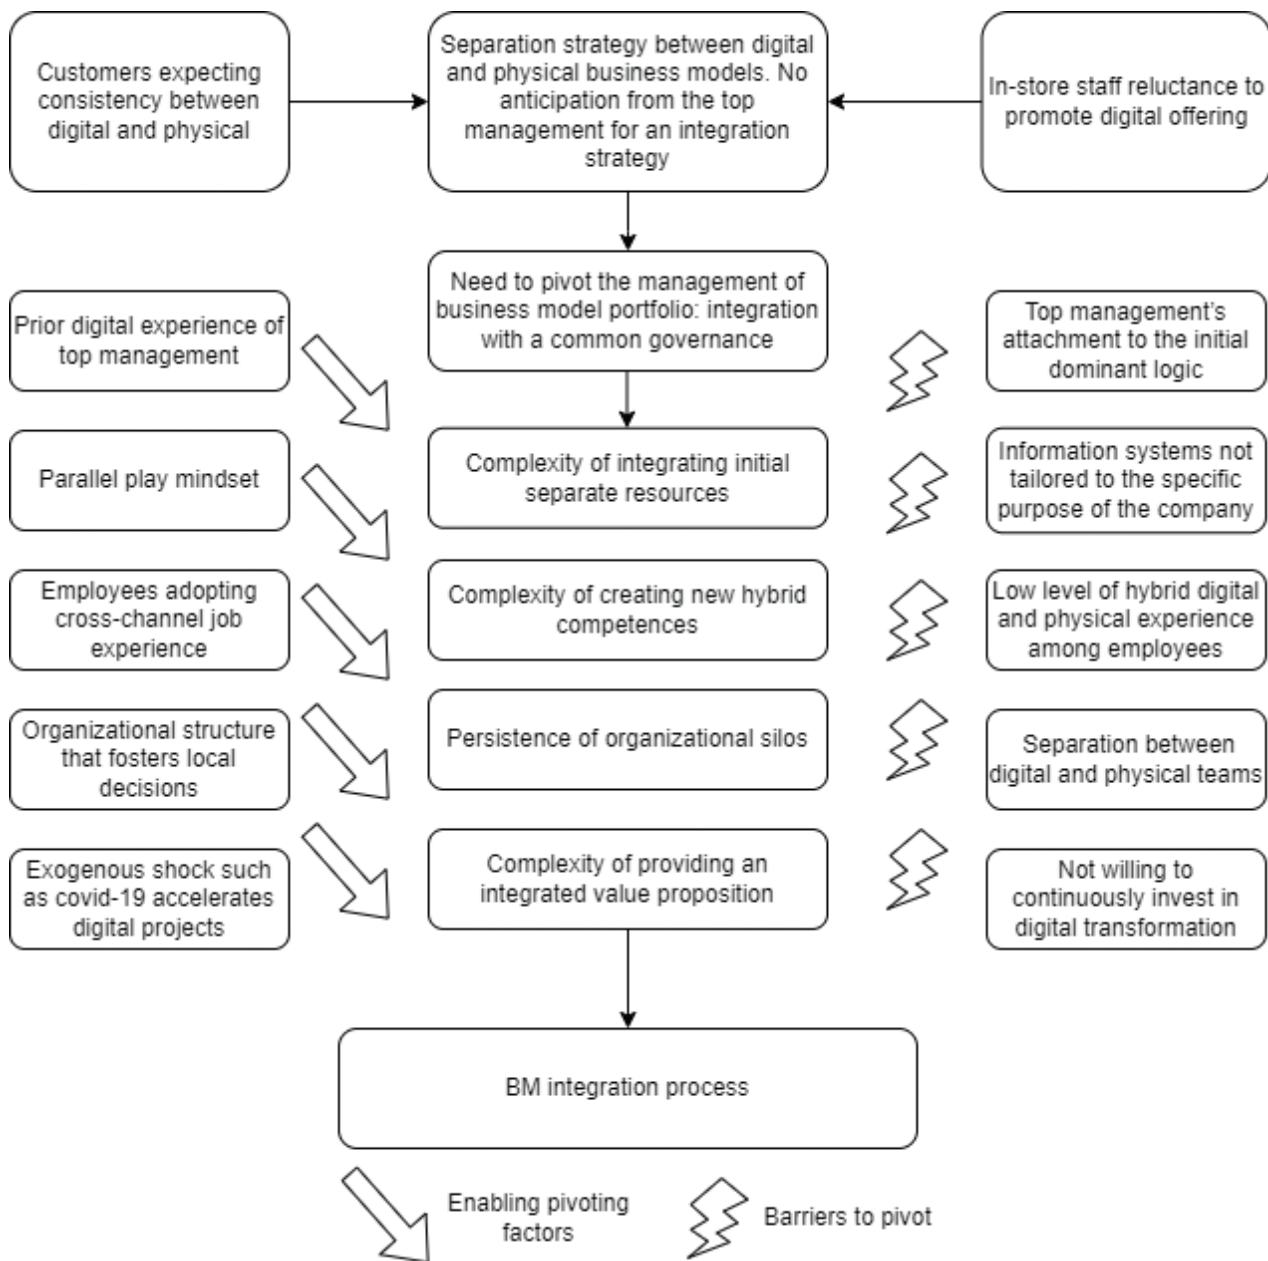 Customers expecting
consistency between
digital and physical
Separation strategy between digital
and physical business models. No
anticipation from the top
management for an integration
strategy
In-store staff reluctance to
promote digital offering
Need to pivot the management of
business model portfolio: integration
with a common governance
Prior digital experience of
top management
Top management’s
attachment to the initial
dominant logic
Parallel play mindset
Complexity of integrating initial
separate resources
Information systems not
tailored to the specific
purpose of the company
Employees adopting
cross-channel job
experience
Complexity of creating new hybrid
competences
Low level of hybrid digital
and physical experience
among employees
Organizational structure
that fosters local
decisions
Persistence of organizational silos
Separation between
digital and physical teams
Exogenous shock such
as covid-19 accelerates
digital projects
Complexity of providing an
integrated value proposition
Not willing to
continuously invest in
digital transformation
BM integration process
Enabling pivoting
factors
Barriers to pivot